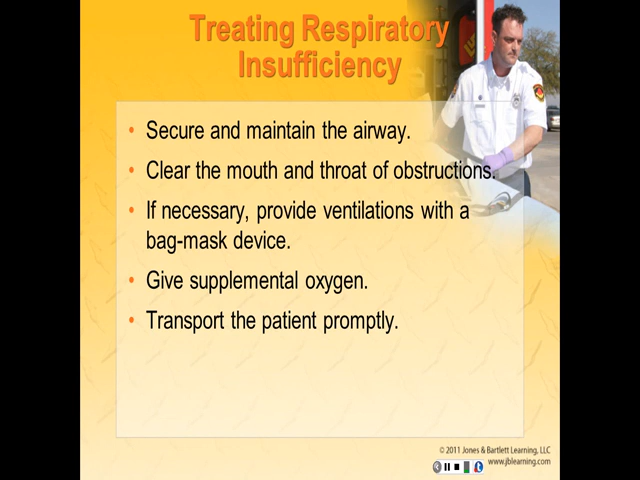 Treating Respiratory
Insufficiency
• Secure and maintain the airway.
• Clear the mouth and throat of obstructions.
• If necessary, provide ventilations with a
bag-mask device.
• Give supplemental oxygen.
• Transport the patient promptly.
© 2011 Jones & Bartlett Learning, LLC
www.jblearning.com